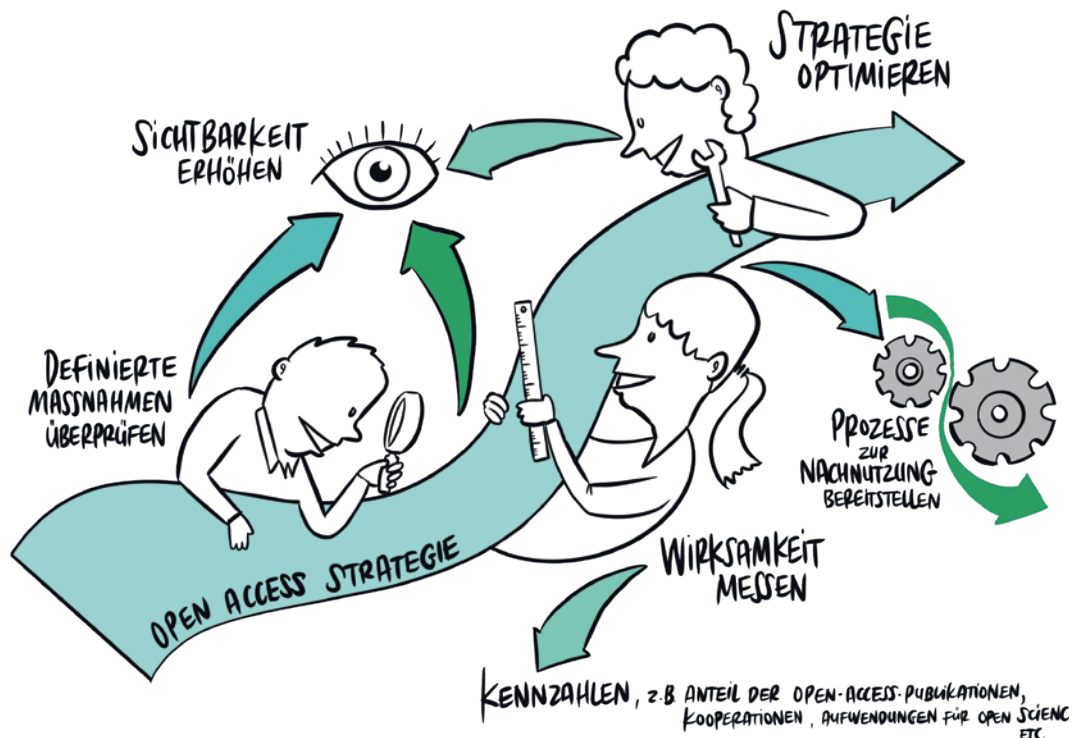 STRATEGIE
OPTIMIEREN
SICHTBARKEIT
ERHÖHEN
DEFINIERTE
MASSNAHMEN
ÜBERPRÜFEN
PROZESSE
ZUR
NACHNUTZUNG
BEREITSTELLEN
OPEN ACCESS STRATEGIE
WIRKSAMKEIT
MESSEN
KENNZAHLEN, Z.B. ANTEIL DER OPEN-ACCESS-PUBLIKATIONEN,
KOOPERATIONEN, AUFWENDUNGEN FÜR OPEN SCIENC
ETC.